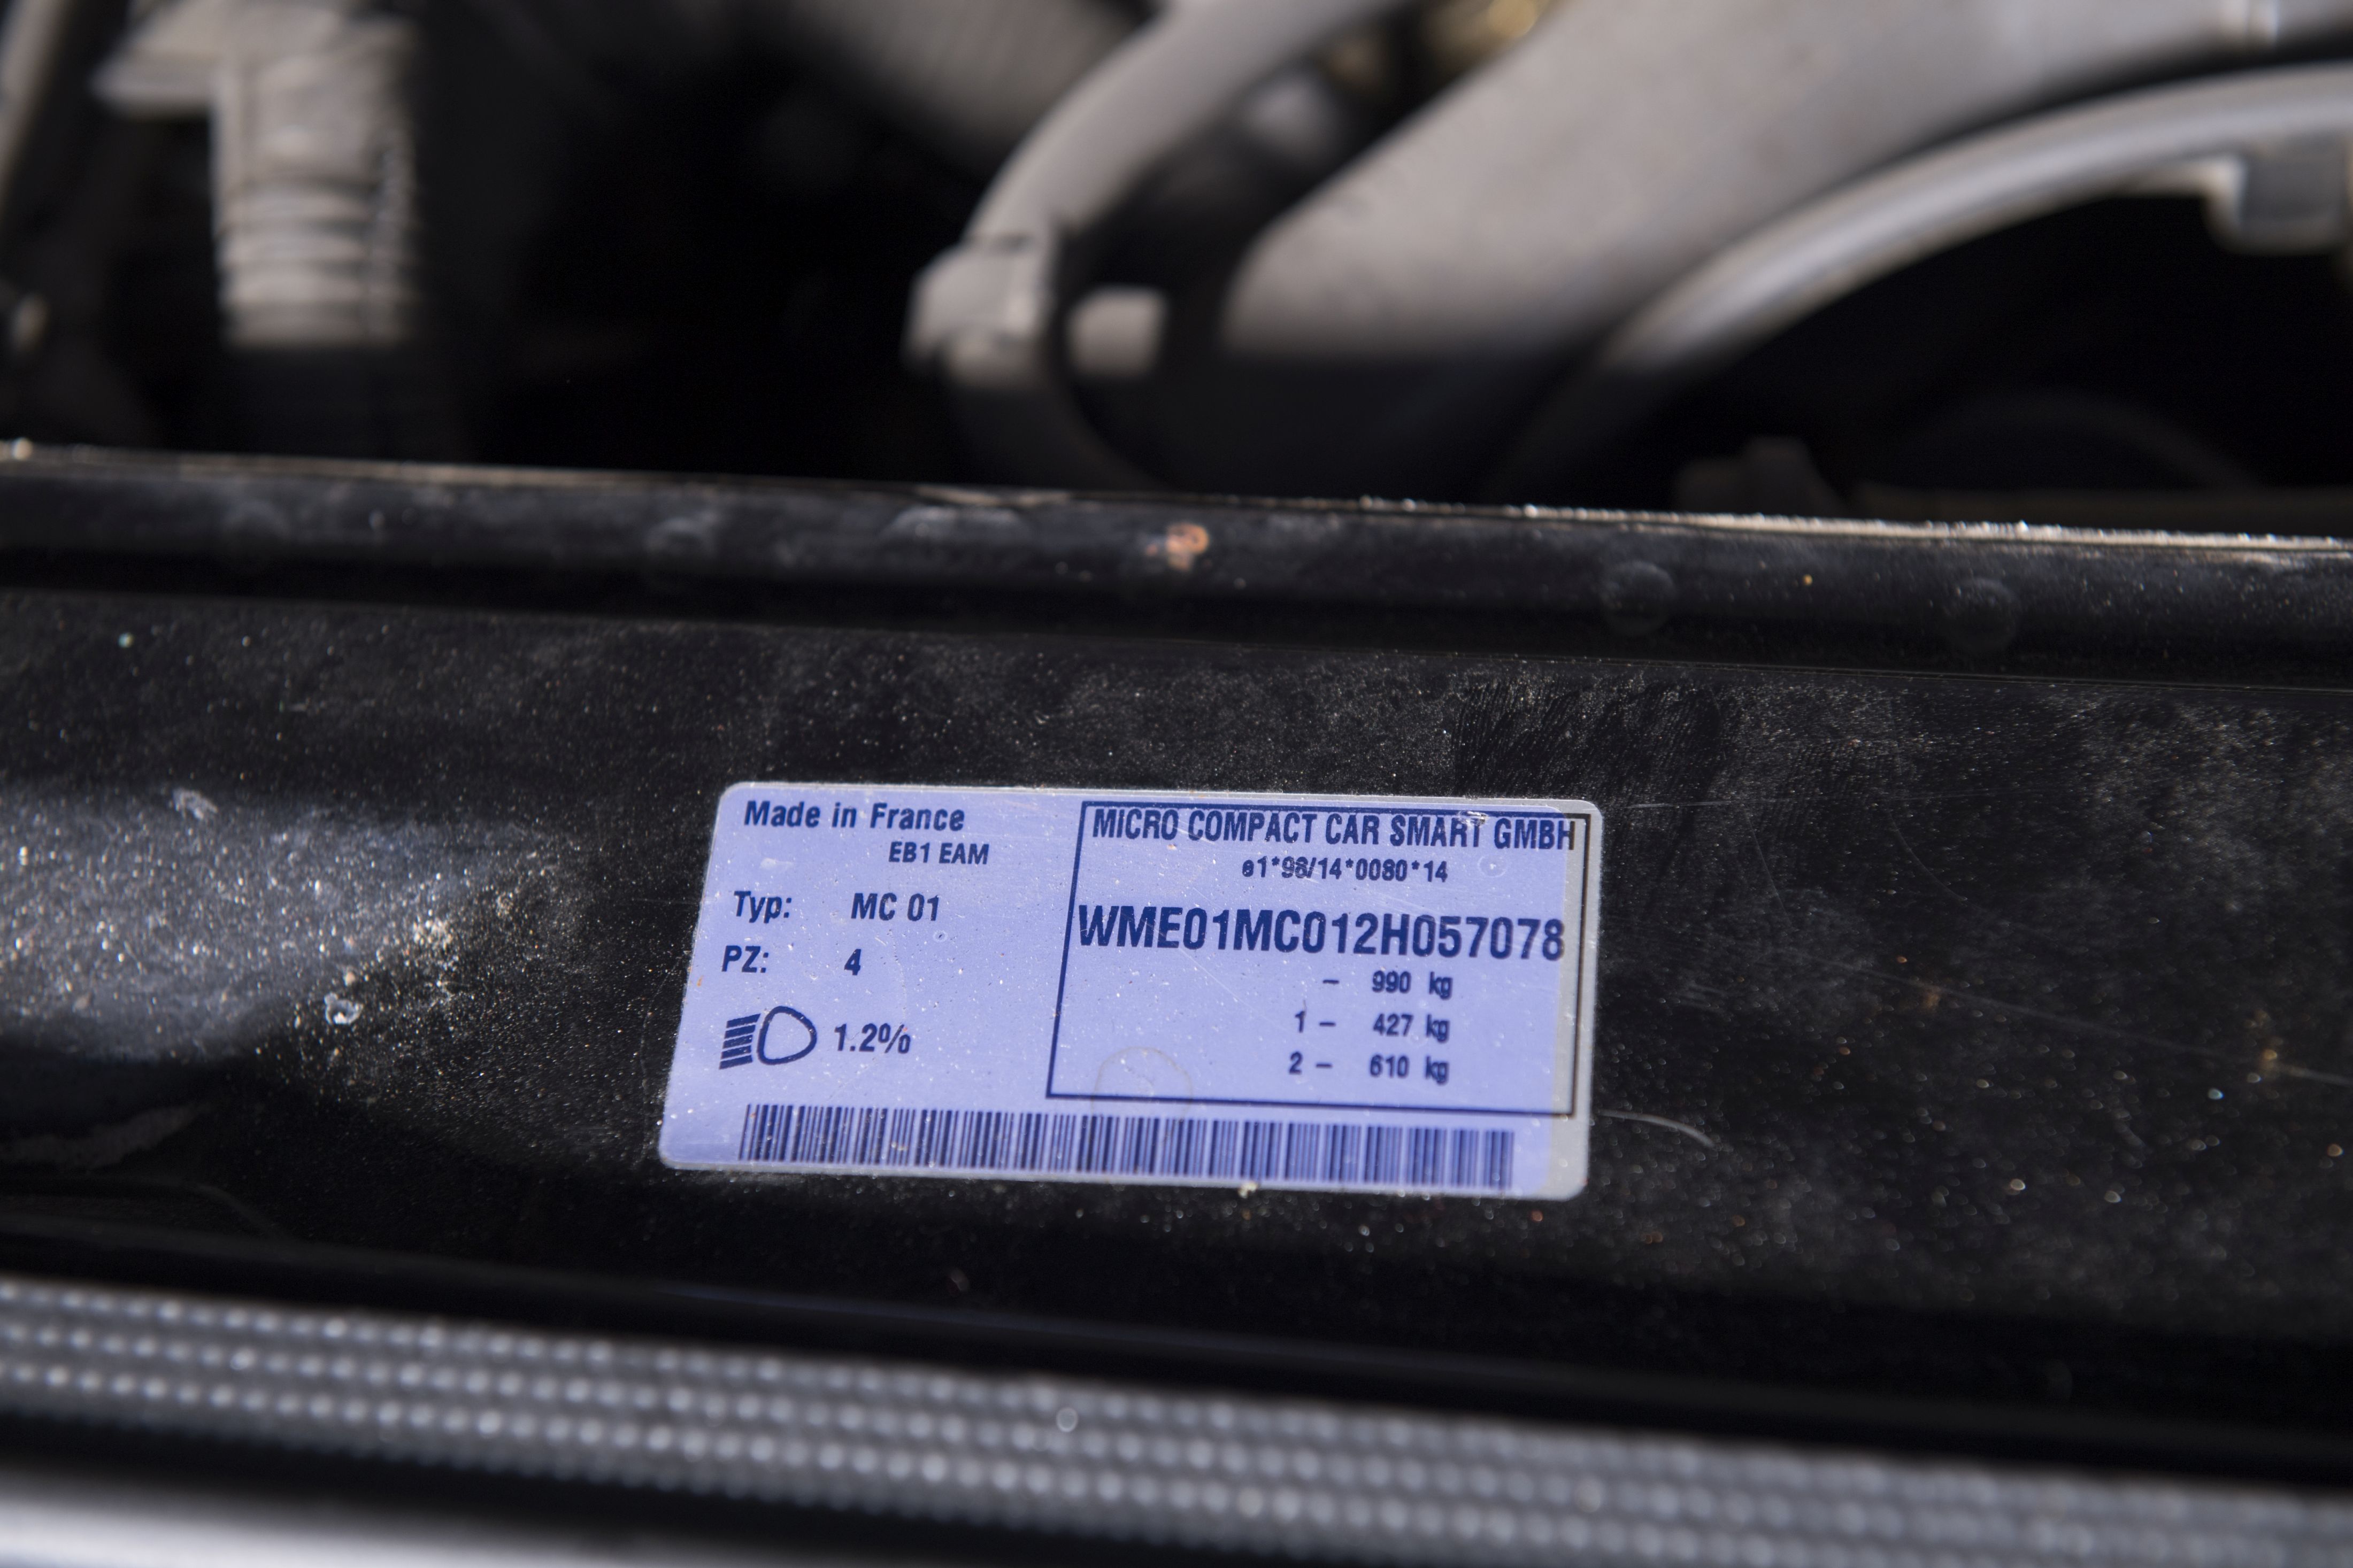 Made in France
EB1 EAM
Typ: MC 01
PZ: 4
1.2%
MICRO COMPACT CAR SMART GMBH
e1*98/14*0080*14
WME01MC012H057078
– 990 kg
1 – 427 kg
2 – 610 kg